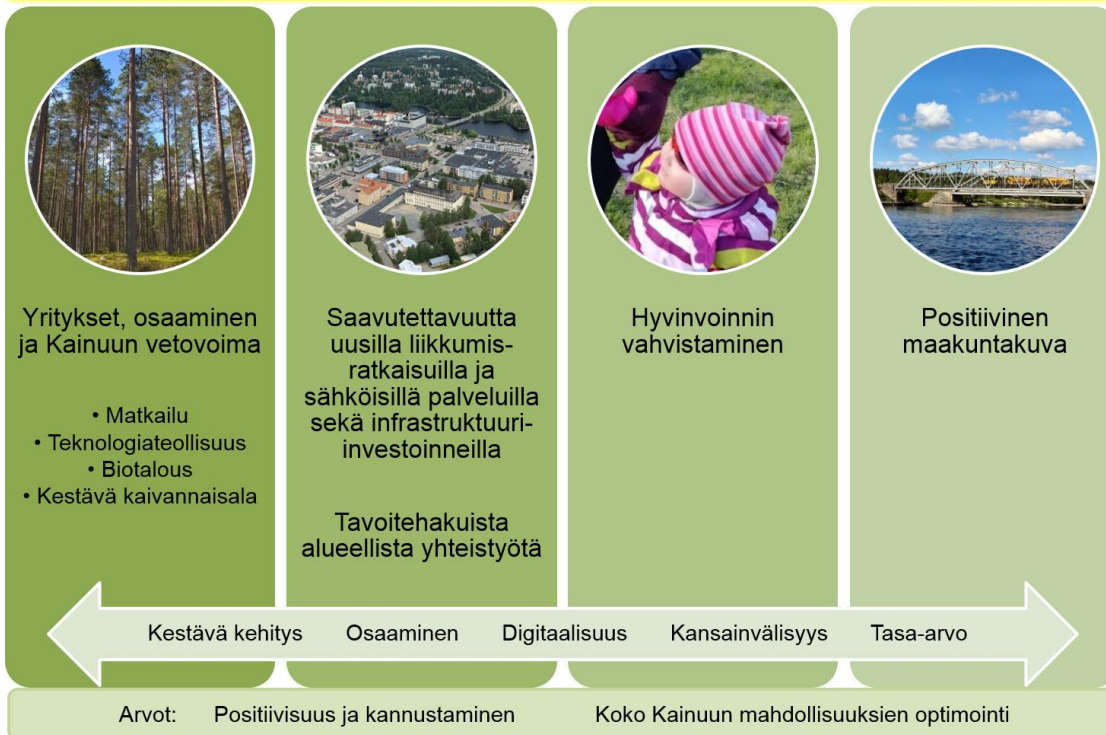 Yritykset, osaaminen
ja Kainuun vetovoima
• Matkailu
• Teknologiateollisuus
• Biotalous
• Kestävä kaivannaisala
Saavutettavuutta
uusilla liikkumis-
ratkaisuilla ja
sähköisillä palveluilla
sekä infrastruktuuri-
investoinneilla
Tavoitehakuista
alueellista yhteistyötä
Hyvinvoinnin
vahvistaminen
Positiivinen
maakuntakuva
Kestävä kehitys Osaaminen Digitaalisuus Kansainvälisyys Tasa-arvo
Arvot: Positiivisuus ja kannustaminen Koko Kainuun mahdollisuuksien optimointi